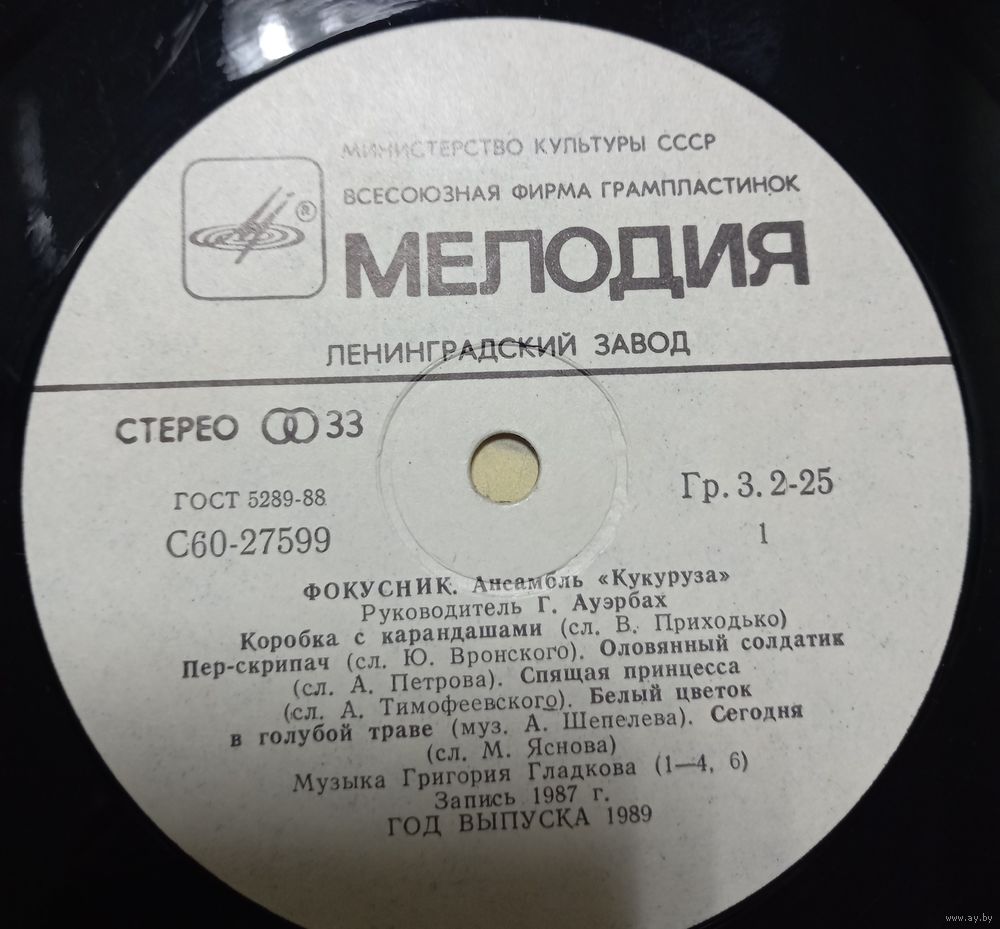 МИНИСТЕРСТВО КУЛЬТУРЫ СССР
ВСЕСОЮЗНАЯ ФИРМА ГРАМПЛАСТИНОК
®
МЕЛОДИЯ
ЛЕНИНГРАДСКИЙ ЗАВОД
СТЕРЕО 33
ГОСТ 5289-88
Гр. 3. 2-25
С60-27599
1
ФОКУСНИК. Ансамбль «Кукуруза»
Руководитель Г. Ауэрбах
Коробка с карандашами (сл. В. Приходько)
Пер-скрипач (сл. Ю. Вронского). Оловянный солдатик
(сл. А. Петрова). Спящая принцесса
(сл. А. Тимофеевского). Белый цветок
в голубой траве (муз. А. Шепелева). Сегодня
(сл. М. Яснова)
Музыка Григория Гладкова (1—4, 6)
Запись 1987 г.
ГОД ВЫПУСКА 1989
www.ay.by